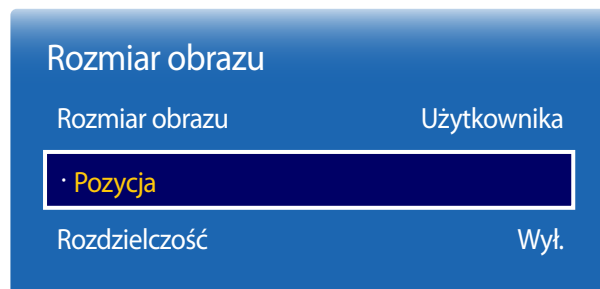 Rozmiar obrazu
Rozmiar obrazu Użytkownika
· Pozycja
Rozdzielczość Wył.